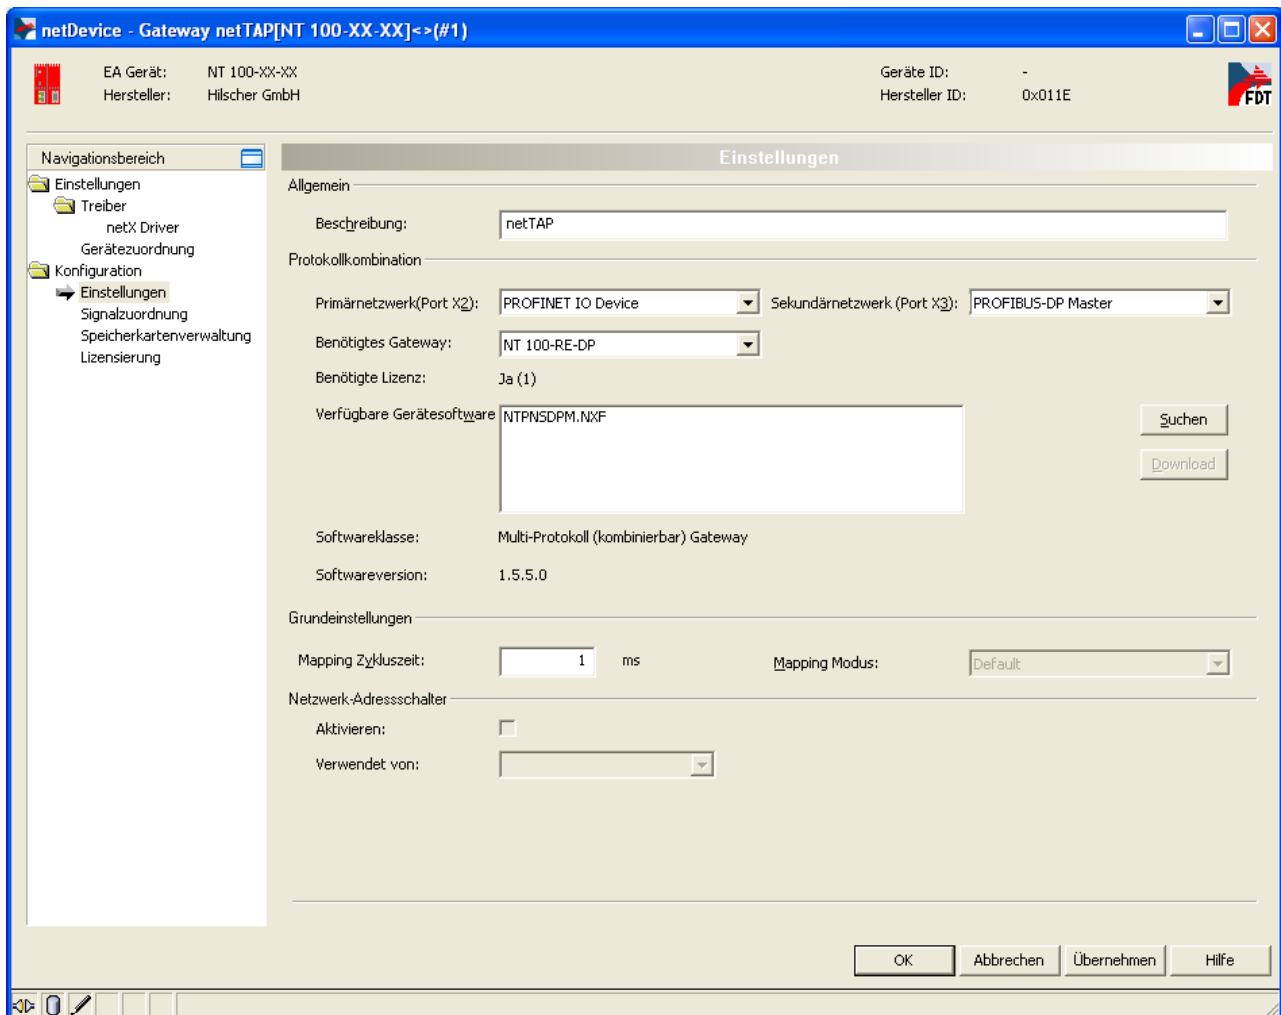 netDevice - Gateway netTAP[NT 100-XX-XX]<>(#1)
EA Gerät: NT 100-XX-XX Geräte ID: -
Hersteller: Hilscher GmbH Hersteller ID: 0x011E
FDT
Navigationsbereich
Einstellungen
Treiber
netX Driver
Gerätezuordnung
Konfiguration
Einstellungen
Signalzuordnung
Speicherkartenverwaltung
Lizensierung
Einstellungen
Allgemein
Beschreibung: netTAP
Protokollkombination
Primärnetzwerk(Port X2): PROFINET IO Device Sekundärnetzwerk (Port X3): PROFIBUS-DP Master
Benötigtes Gateway: NT 100-RE-DP
Benötigte Lizenz: Ja (1)
Verfügbare Gerätesoftware NTPNSDPM.NXF Suchen
Download
Softwareklasse: Multi-Protokoll (kombinierbar) Gateway
Softwareversion: 1.5.5.0
Grundeinstellungen
Mapping Zykluszeit: 1 ms Mapping Modus: Default
Netzwerk-Adressschalter
Aktivieren:
Verwendet von:
OK Abbrechen Übernehmen Hilfe